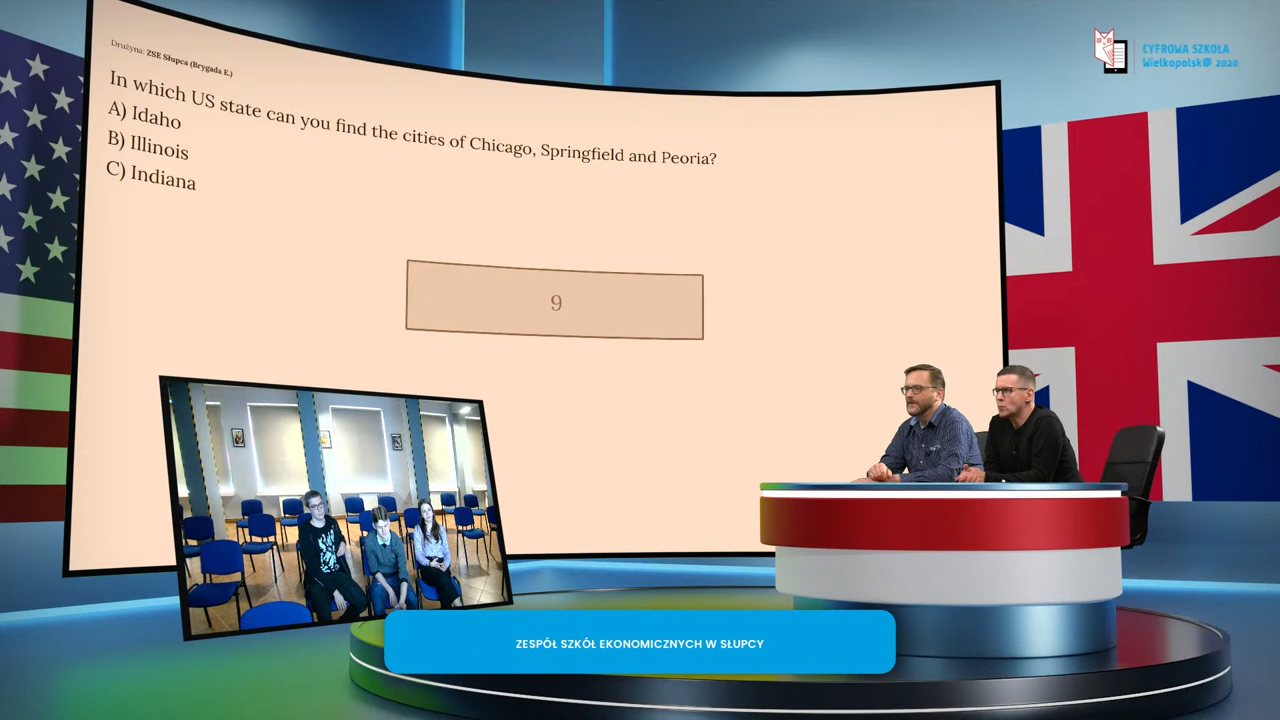 Drużyna: ZSE Słupca (Brygada E.)
In which US state can you find the cities of Chicago, Springfield and Peoria?
A) Idaho
B) Illinois
C) Indiana
9
CYFROWA SZKOŁA
Wielkopolsk@ 2020
ZESPÓŁ SZKÓŁ EKONOMICZNYCH W SŁUPCY